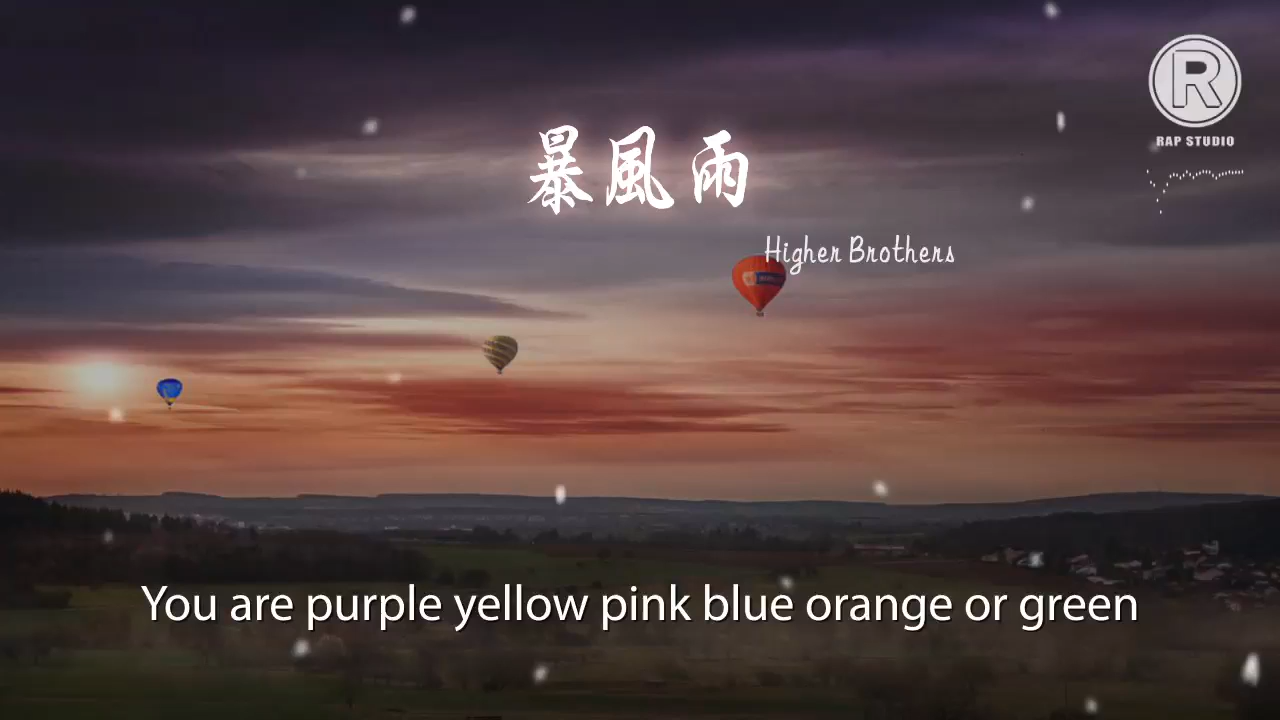 R
RAP STUDIO
暴風雨
Higher Brothers
You are purple yellow pink blue orange or green